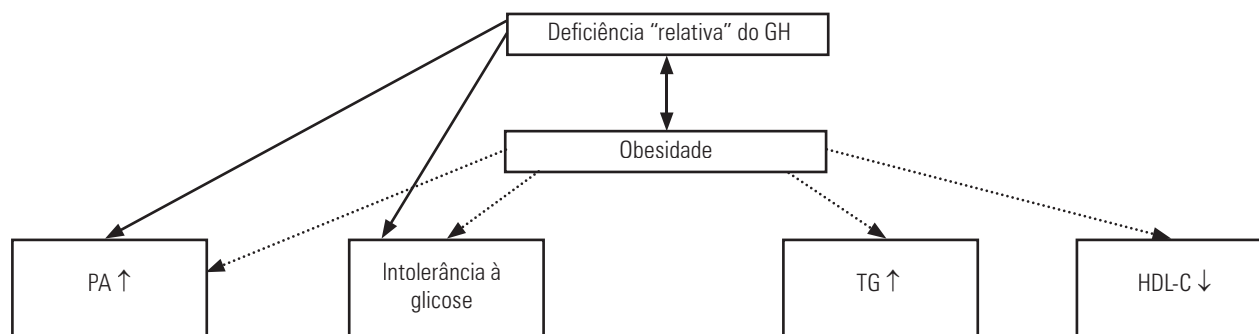 Deficiência “relativa” do GH
Obesidade
PA ↑
Intolerância à
glicose
TG ↑
HDL-C ↓